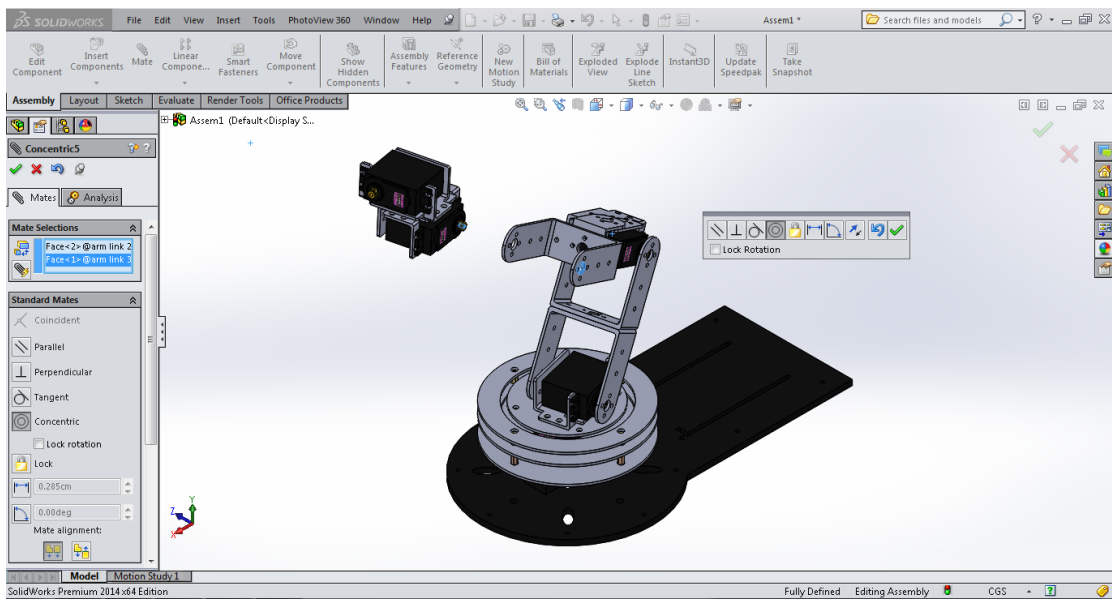 SOLIDWORKS File Edit View Insert Tools PhotoView 360 Window Help Assem1 * Search files and models ?
Edit Component
Insert Components
Mate
Linear Compone...
Smart Fasteners
Move Component
Show Hidden Components
Assembly Features
Reference Geometry
New Motion Study
Bill of Materials
Exploded View
Explode Line Sketch
Instant3D
Update Speedpak
Take Snapshot
Assembly Layout Sketch Evaluate Render Tools Office Products
Assem1 (Default<Display S...
Concentric5 ?
Mates Analysis
Mate Selections
Face<2>@arm link 2
Face<1>@arm link 3
Standard Mates
Coincident
Parallel
Perpendicular
Tangent
Concentric
Lock rotation
Lock
0.285cm
0.00deg
Mate alignment:
Lock Rotation
Y
Z
X
Model Motion Study 1
SolidWorks Premium 2014 x64 Edition Fully Defined Editing Assembly CGS ?